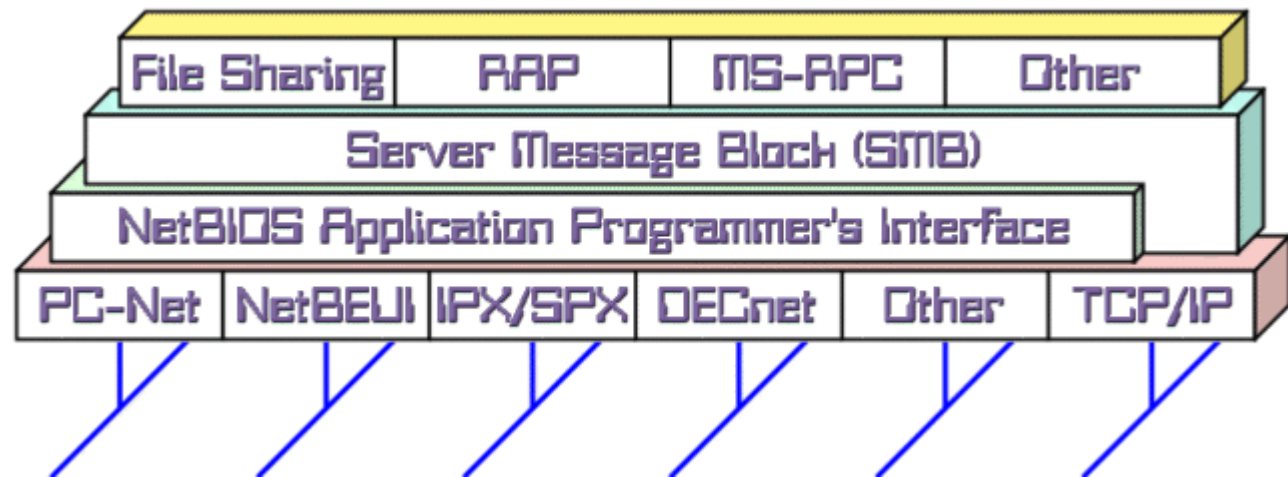 File Sharing RAP MS-RPC Other
Server Message Block (SMB)
NetBIOS Application Programmer's Interface
PC-Net NetBEUI IPX/SPX DECnet Other TCP/IP